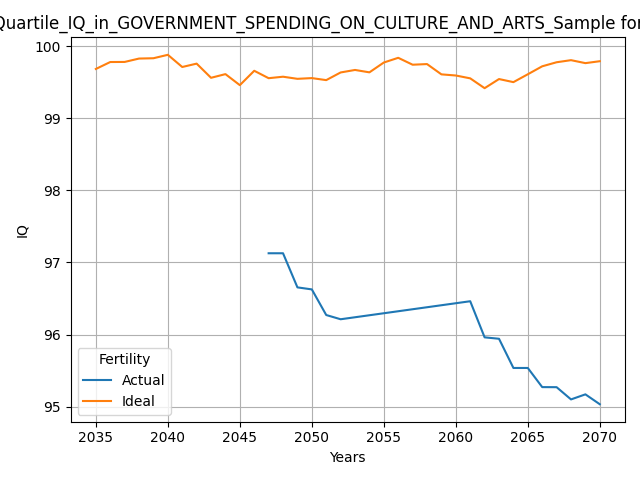 Quartile_IQ_in_GOVERNMENT_SPENDING_ON_CULTURE_AND_ARTS_Sample for
100
99
98
97
96
95
IQ
Fertility
Actual
Ideal
2035 2040 2045 2050 2055 2060 2065 2070
Years